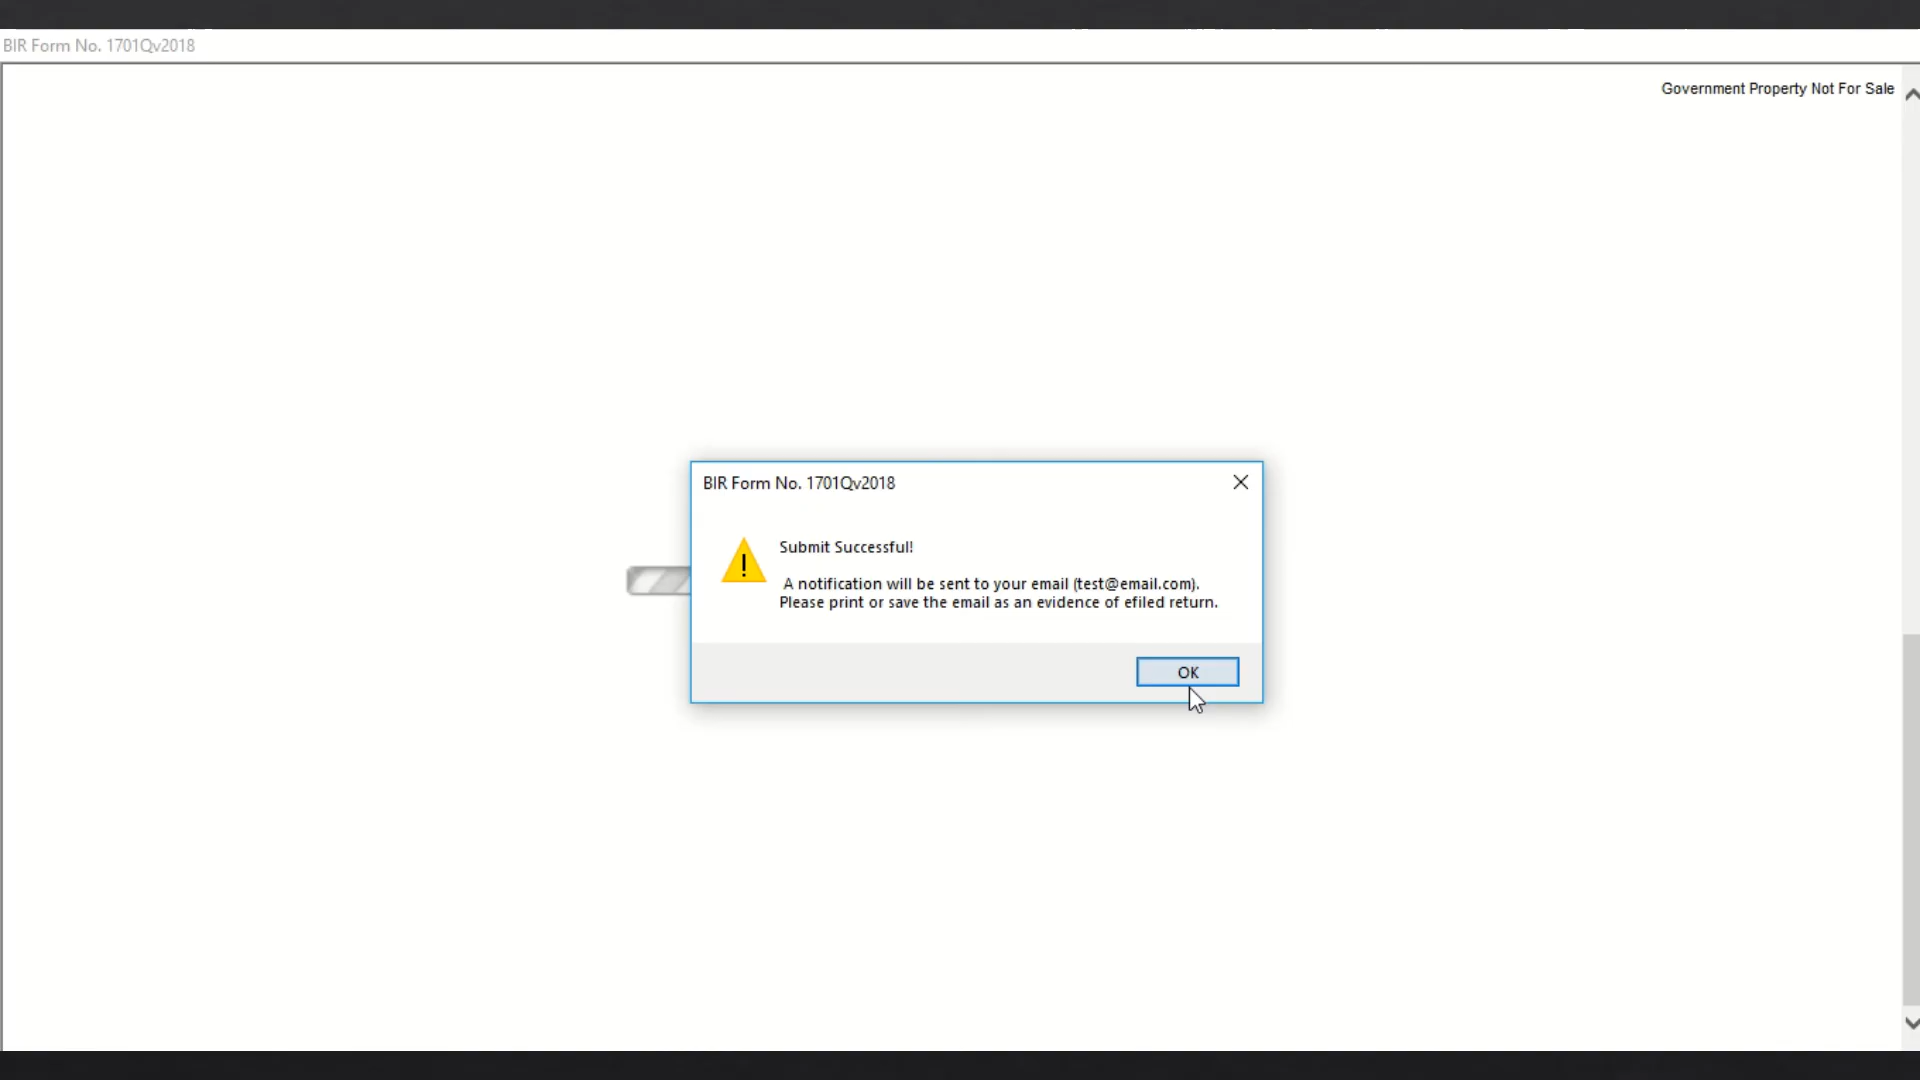 BIR Form No. 1701Qv2018
Government Property Not For Sale
BIR Form No. 1701Qv2018
Submit Successful!
A notification will be sent to your email (test@email.com).
Please print or save the email as an evidence of efiled return.
OK